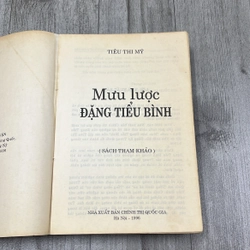 TIÊU THI MỸ
Mưu lược
ĐẶNG TIỂU BÌNH
( SÁCH THAM KHẢO )
NHÀ XUẤT BẢN CHÍNH TRỊ QUỐC GIA
Hà Nội - 1996